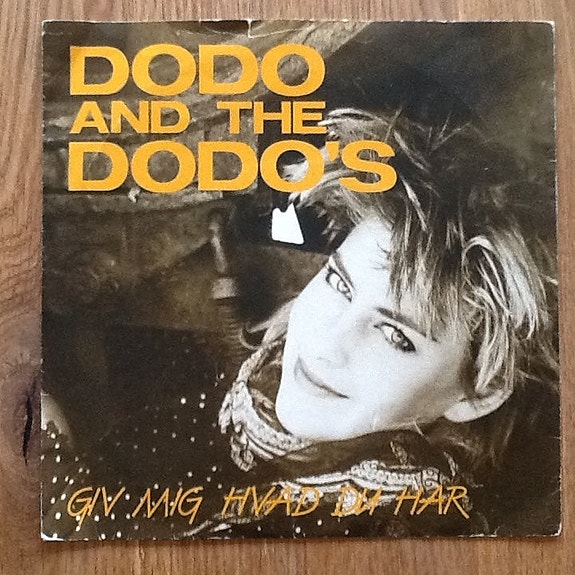 DODO
AND THE
DODO'S
GIV MIG HVAD DU HAR